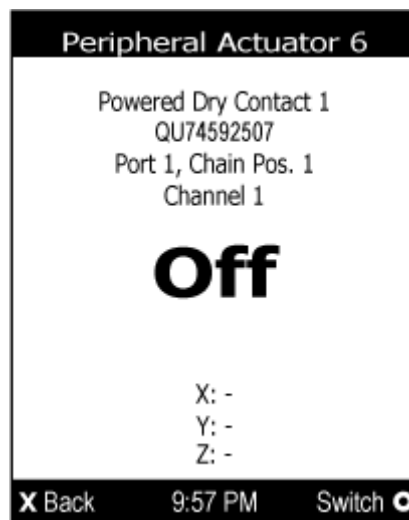 Peripheral Actuator 6
Powered Dry Contact 1
QU74592507
Port 1, Chain Pos. 1
Channel 1
Off
X: -
Y: -
Z: -
X Back 9:57 PM Switch O